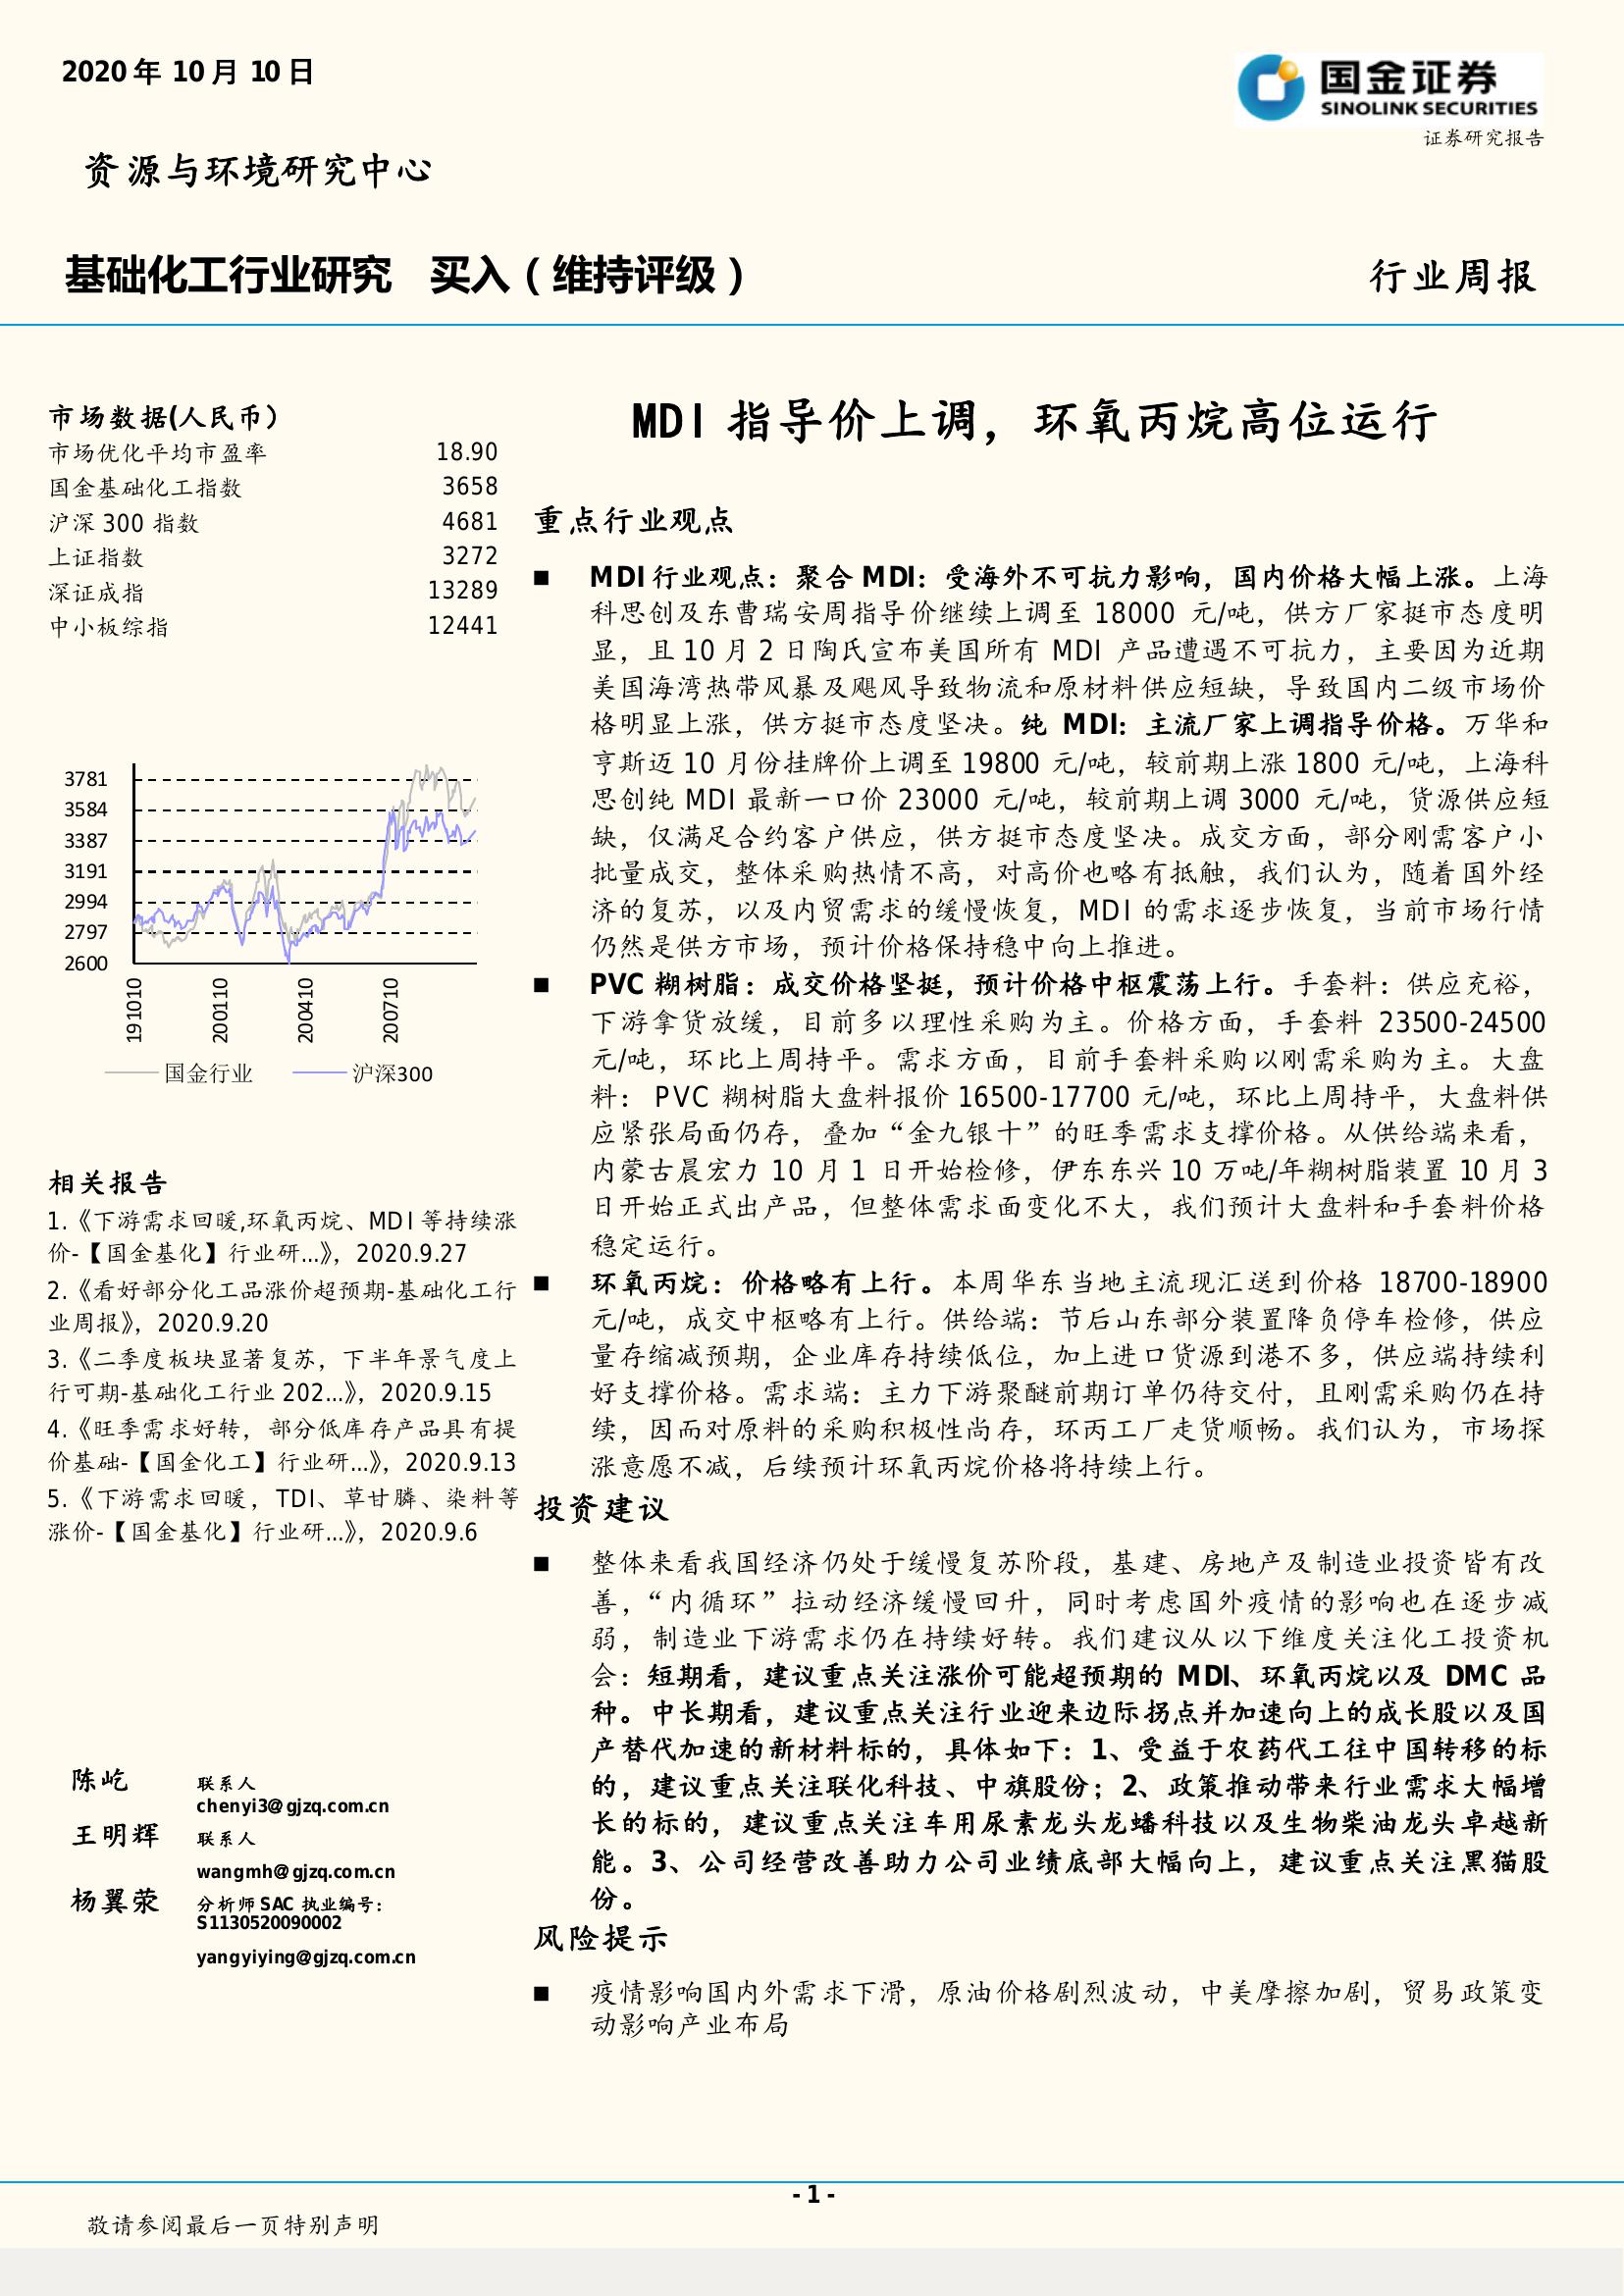 2020 年 10 月 10 日
国金证券
SINOLINK SECURITIES
证券研究报告
资源与环境研究中心
基础化工行业研究 买入（维持评级）
行业周报
市场数据(人民币）
市场优化平均市盈率 18.90
国金基础化工指数 3658
沪深 300 指数 4681
上证指数 3272
深证成指 13289
中小板综指 12441
3781
3584
3387
3191
2994
2797
2600
191010
200110
200410
200710
国金行业 沪深300
相关报告
1.《下游需求回暖,环氧丙烷、MDI 等持续涨
价-【国金基化】行业研...》，2020.9.27
2.《看好部分化工品涨价超预期-基础化工行
业周报》，2020.9.20
3.《二季度板块显著复苏，下半年景气度上
行可期-基础化工行业 202...》，2020.9.15
4.《旺季需求好转，部分低库存产品具有提
价基础-【国金化工】行业研...》，2020.9.13
5.《下游需求回暖，TDI、草甘膦、染料等
涨价-【国金基化】行业研...》，2020.9.6
陈屹 联系人
chenyi3@gjzq.com.cn
王明辉 联系人
wangmh@gjzq.com.cn
杨翼荥 分析师 SAC 执业编号：
S1130520090002
yangyiying@gjzq.com.cn
MDI 指导价上调，环氧丙烷高位运行
重点行业观点
■ MDI 行业观点：聚合 MDI：受海外不可抗力影响，国内价格大幅上涨。上海
科思创及东曹瑞安周指导价继续上调至 18000 元/吨，供方厂家挺市态度明
显，且 10 月 2 日陶氏宣布美国所有 MDI 产品遭遇不可抗力，主要因为近期
美国海湾热带风暴及飓风导致物流和原材料供应短缺，导致国内二级市场价
格明显上涨，供方挺市态度坚决。纯 MDI：主流厂家上调指导价格。万华和
亨斯迈 10 月份挂牌价上调至 19800 元/吨，较前期上涨 1800 元/吨，上海科
思创纯 MDI 最新一口价 23000 元/吨，较前期上调 3000 元/吨，货源供应短
缺，仅满足合约客户供应，供方挺市态度坚决。成交方面，部分刚需客户小
批量成交，整体采购热情不高，对高价也略有抵触，我们认为，随着国外经
济的复苏，以及内贸需求的缓慢恢复，MDI 的需求逐步恢复，当前市场行情
仍然是供方市场，预计价格保持稳中向上推进。
■ PVC 糊树脂：成交价格坚挺，预计价格中枢震荡上行。手套料：供应充裕，
下游拿货放缓，目前多以理性采购为主。价格方面，手套料 23500-24500
元/吨，环比上周持平。需求方面，目前手套料采购以刚需采购为主。大盘
料： PVC 糊树脂大盘料报价 16500-17700 元/吨，环比上周持平，大盘料供
应紧张局面仍存，叠加“金九银十”的旺季需求支撑价格。从供给端来看，
内蒙古晨宏力 10 月 1 日开始检修，伊东东兴 10 万吨/年糊树脂装置 10 月 3
日开始正式出产品，但整体需求面变化不大，我们预计大盘料和手套料价格
稳定运行。
■ 环氧丙烷：价格略有上行。本周华东当地主流现汇送到价格 18700-18900
元/吨，成交中枢略有上行。供给端：节后山东部分装置降负停车检修，供应
量存缩减预期，企业库存持续低位，加上进口货源到港不多，供应端持续利
好支撑价格。需求端：主力下游聚醚前期订单仍待交付，且刚需采购仍在持
续，因而对原料的采购积极性尚存，环丙工厂走货顺畅。我们认为，市场探
涨意愿不减，后续预计环氧丙烷价格将持续上行。
投资建议
■ 整体来看我国经济仍处于缓慢复苏阶段，基建、房地产及制造业投资皆有改
善，“内循环”拉动经济缓慢回升，同时考虑国外疫情的影响也在逐步减
弱，制造业下游需求仍在持续好转。我们建议从以下维度关注化工投资机
会：短期看，建议重点关注涨价可能超预期的 MDI、环氧丙烷以及 DMC 品
种。中长期看，建议重点关注行业迎来边际拐点并加速向上的成长股以及国
产替代加速的新材料标的，具体如下：1、受益于农药代工往中国转移的标
的，建议重点关注联化科技、中旗股份；2、政策推动带来行业需求大幅增
长的标的，建议重点关注车用尿素龙头龙蟠科技以及生物柴油龙头卓越新
能。3、公司经营改善助力公司业绩底部大幅向上，建议重点关注黑猫股
份。
风险提示
■ 疫情影响国内外需求下滑，原油价格剧烈波动，中美摩擦加剧，贸易政策变
动影响产业布局
- 1 -
敬请参阅最后一页特别声明